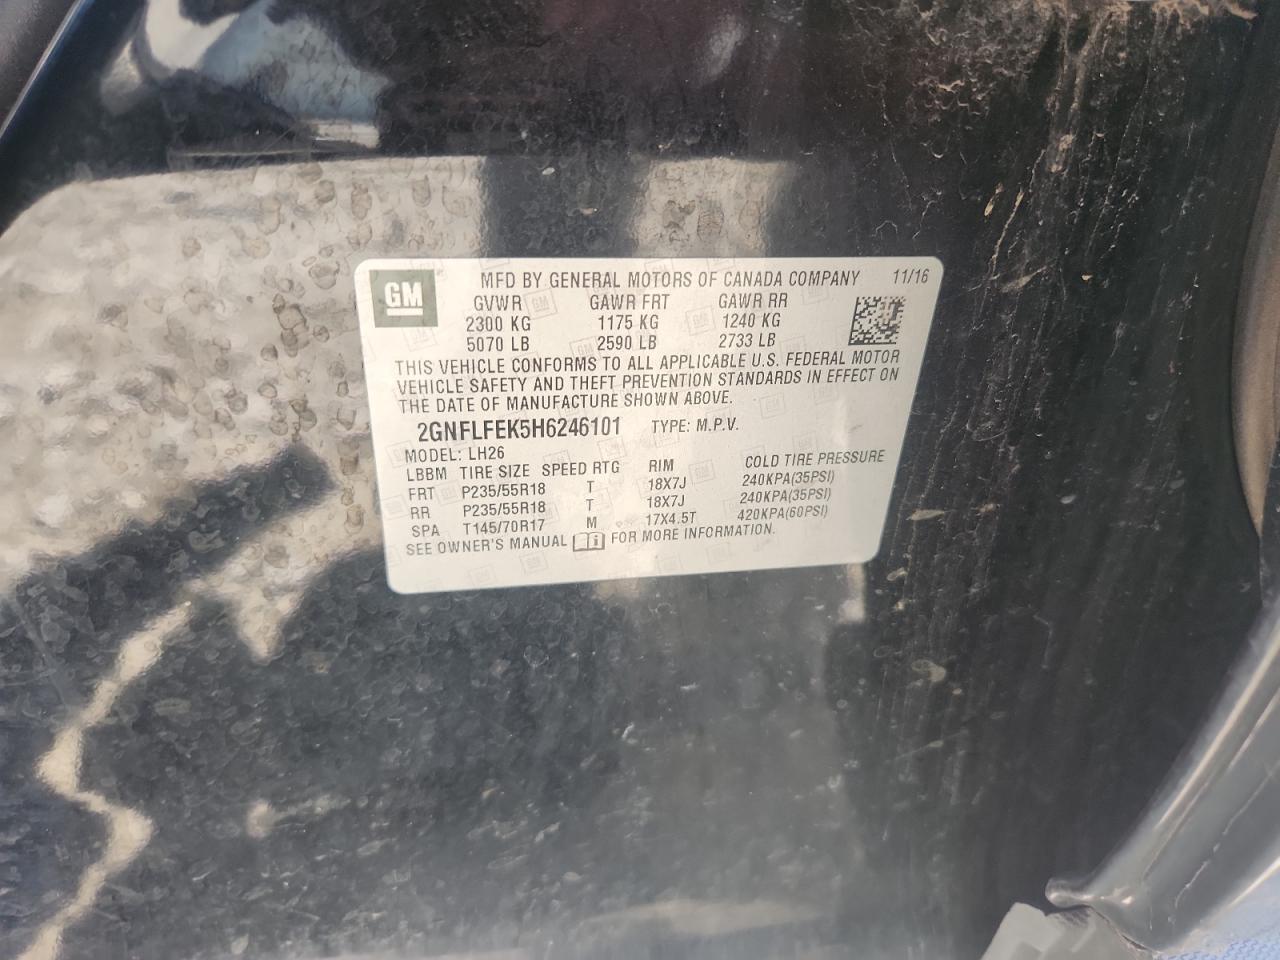 GM
MFD BY GENERAL MOTORS OF CANADA COMPANY 11/16
GVWR GAWR FRT GAWR RR
2300 KG 1175 KG 1240 KG
5070 LB 2590 LB 2733 LB
THIS VEHICLE CONFORMS TO ALL APPLICABLE U.S. FEDERAL MOTOR
VEHICLE SAFETY AND THEFT PREVENTION STANDARDS IN EFFECT ON
THE DATE OF MANUFACTURE SHOWN ABOVE.
2GNFLFEK5H6246101 TYPE: M.P.V.
MODEL: LH26
LBBM TIRE SIZE SPEED RTG RIM COLD TIRE PRESSURE
FRT P235/55R18 T 18X7J 240KPA(35PSI)
RR P235/55R18 T 18X7J 240KPA(35PSI)
SPA T145/70R17 M 17X4.5T 420KPA(60PSI)
SEE OWNER'S MANUAL FOR MORE INFORMATION.